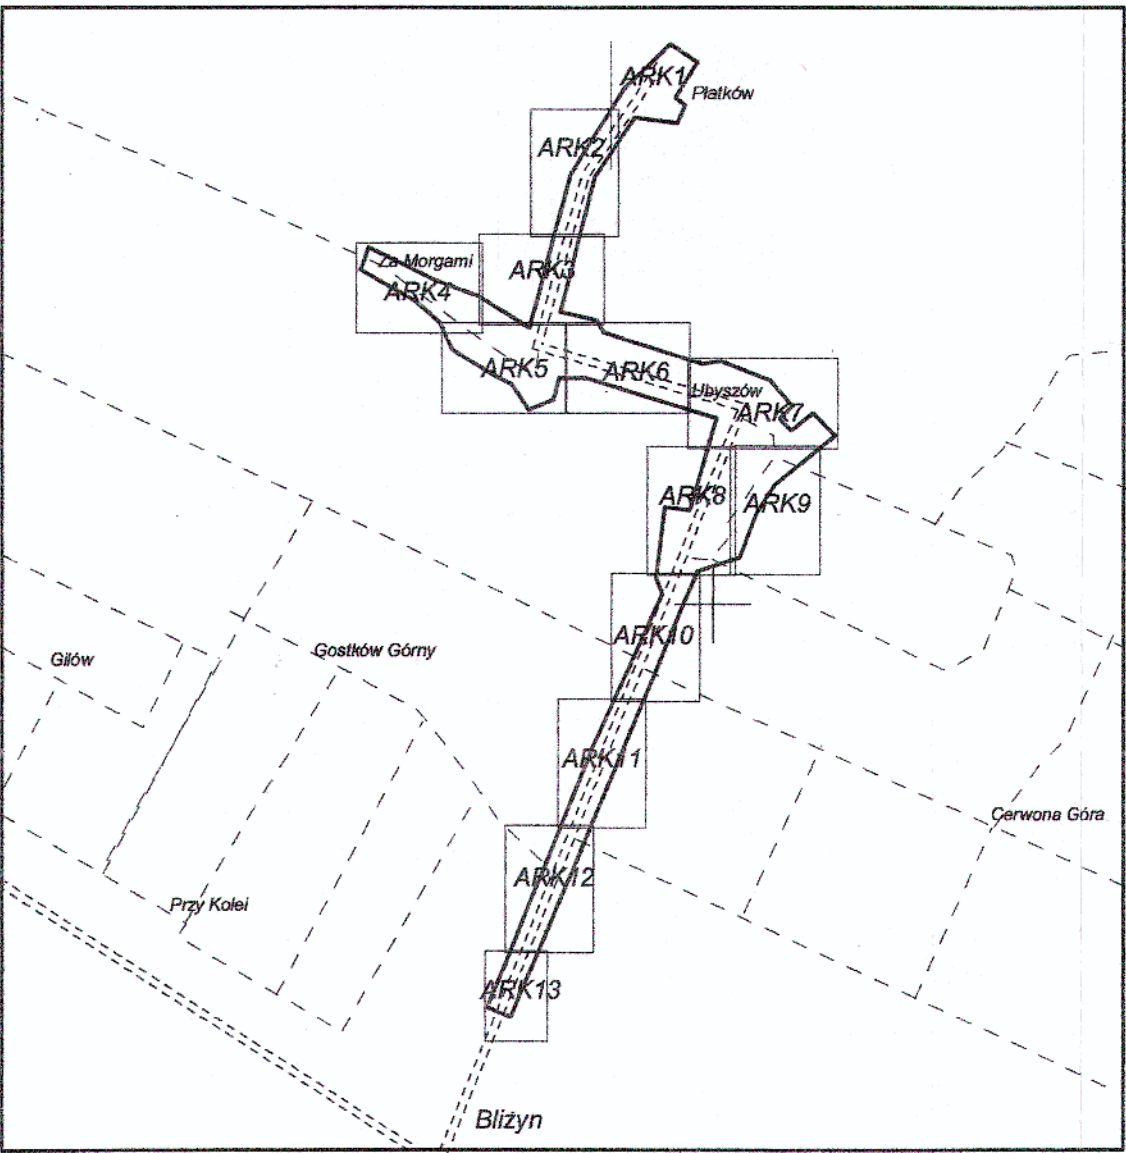 ARK1
Płatków
ARK2
Za Morgami
ARK3
ARK4
ARK5
ARK6
Ubyszów
ARK7
ARK8
ARK9
ARK10
Gilów
Gostków Górny
ARK11
Cerwona Góra
ARK12
Przy Kolei
ARK13
Bliżyn